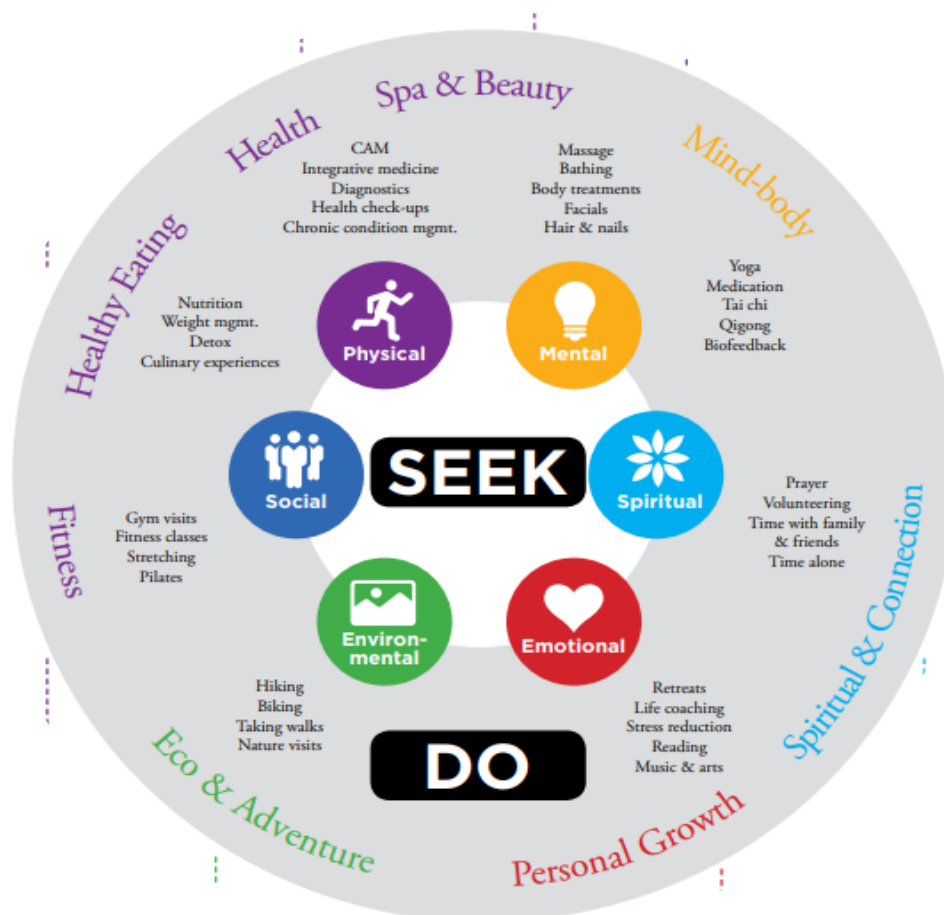 Spa & Beauty
Health
Mind-body
Healthy Eating
Fitness
Spiritual & Connection
Eco & Adventure
Personal Growth
CAM
Integrative medicine
Diagnostics
Health check-ups
Chronic condition mgmt.
Massage
Bathing
Body treatments
Facials
Hair & nails
Yoga
Medication
Tai chi
Qigong
Biofeedback
Nutrition
Weight mgmt.
Detox
Culinary experiences
Physical
Mental
Social
SEEK
Spiritual
Prayer
Volunteering
Time with family
& friends
Time alone
Gym visits
Fitness classes
Stretching
Pilates
Environ-
mental
Emotional
Hiking
Biking
Taking walks
Nature visits
Retreats
Life coaching
Stress reduction
Reading
Music & arts
DO